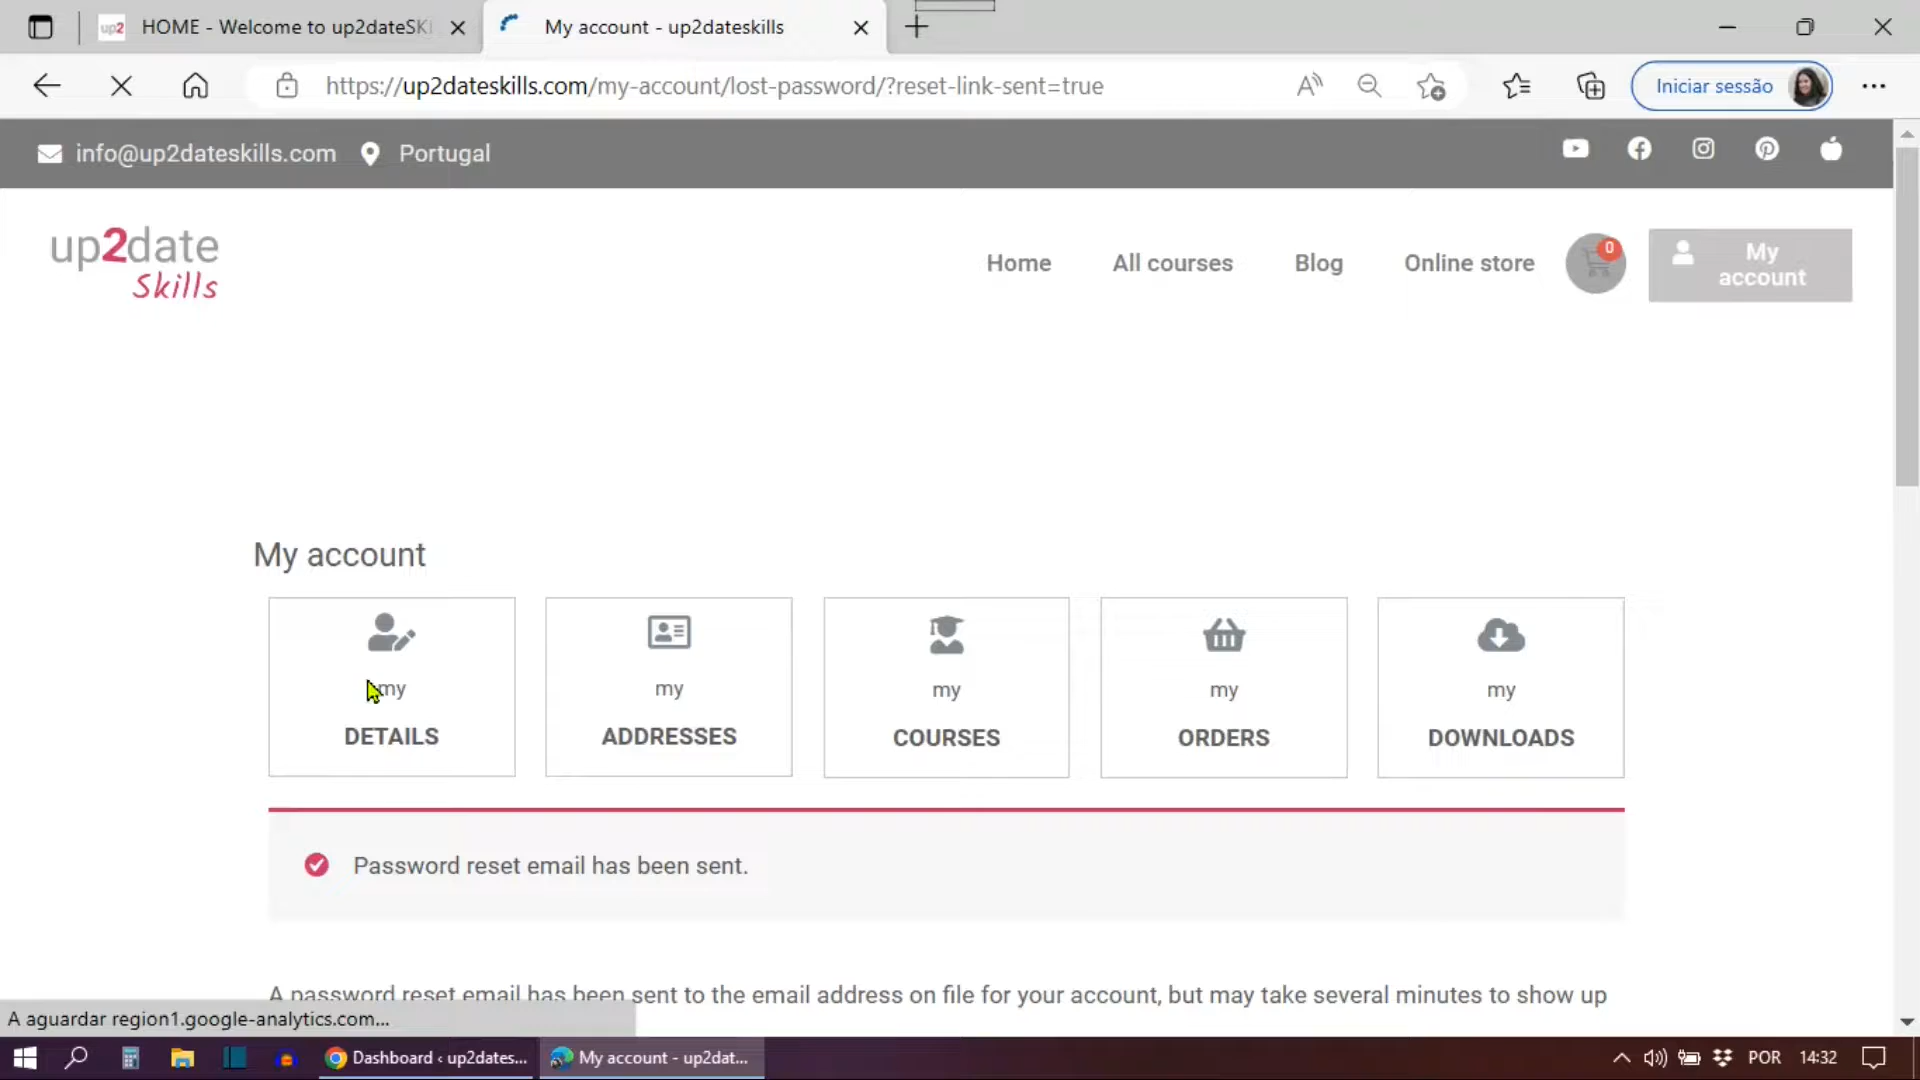 up2 HOME - Welcome to up2dateSKi
My account - up2dateskills
https://up2dateskills.com/my-account/lost-password/?reset-link-sent=true
Iniciar sessão
info@up2dateskills.com Portugal
up2date
Skills
Home All courses Blog Online store 0 My
account
My account
my my my my my
DETAILS ADDRESSES COURSES ORDERS DOWNLOADS
Password reset email has been sent.
A password reset email has been sent to the email address on file for your account, but may take several minutes to show up
A aguardar region1.google-analytics.com...
Dashboard ‹ up2dates... My account - up2dat... POR 14:32